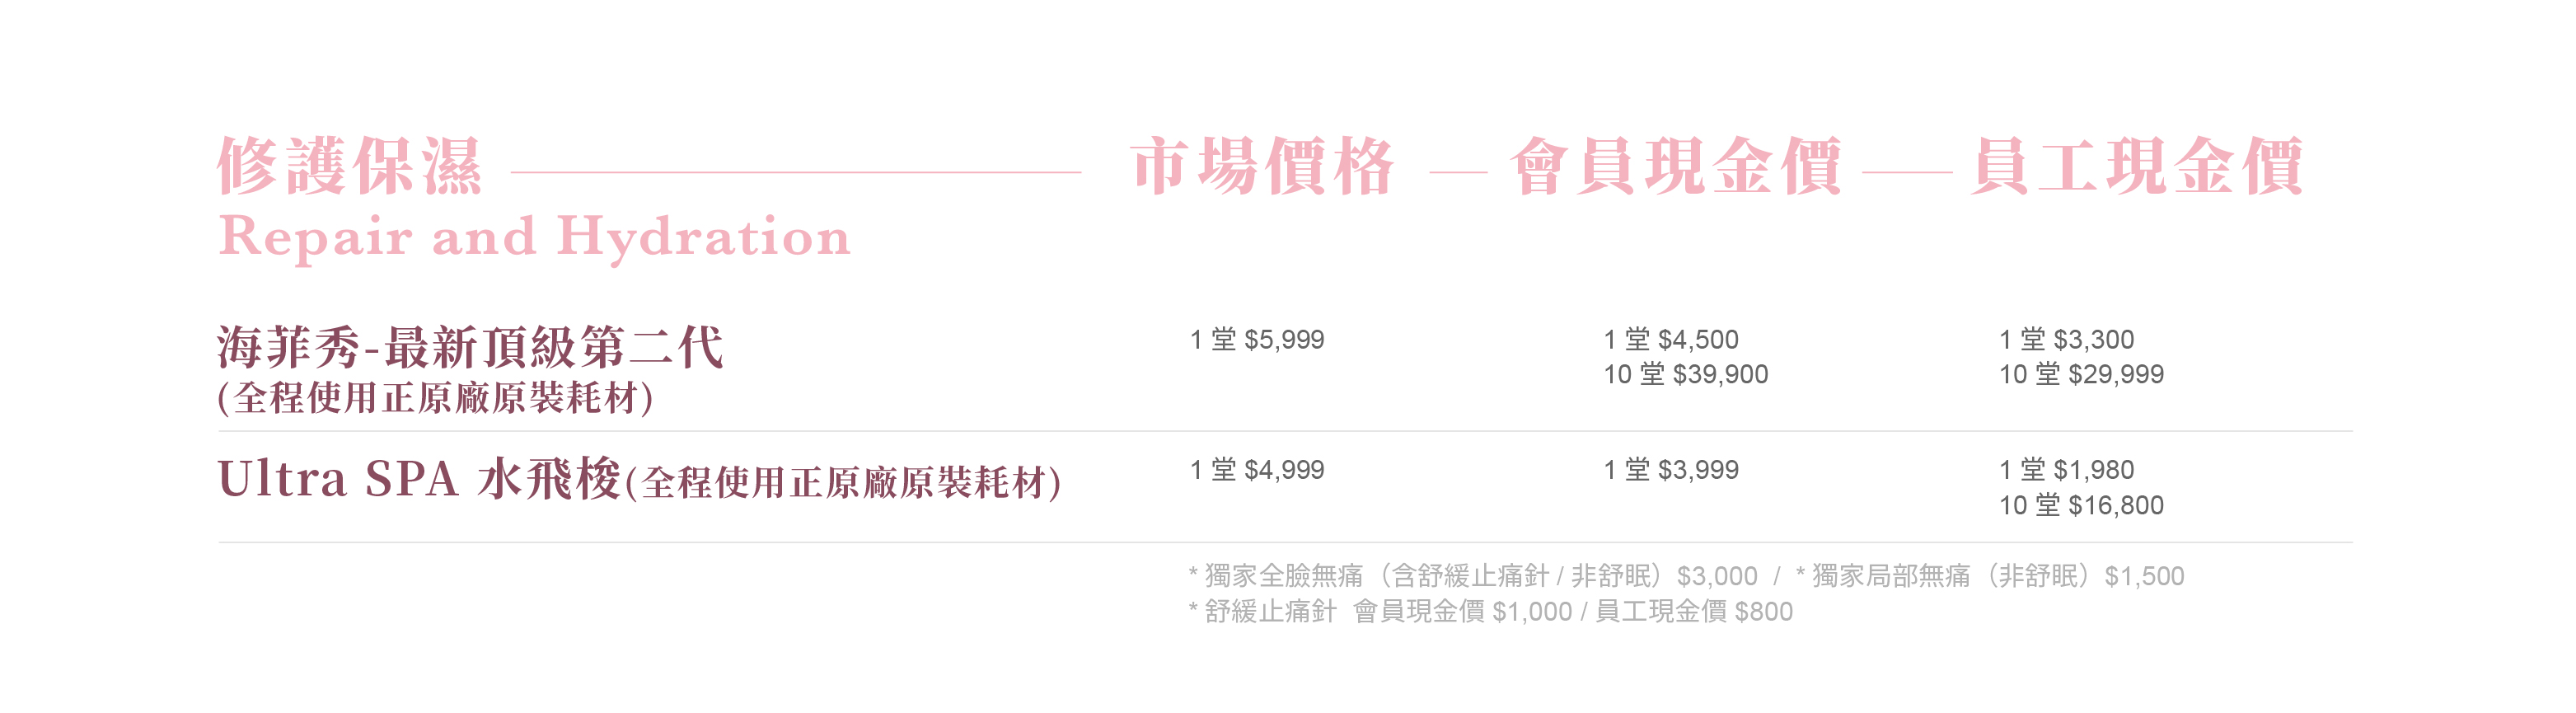 修護保濕 市場價格 會員現金價 員工現金價
Repair and Hydration
海菲秀-最新頂級第二代 1 堂 $5,999 1 堂 $4,500 1 堂 $3,300
(全程使用正原廠原裝耗材) 10 堂 $39,900 10 堂 $29,999
Ultra SPA 水飛梭(全程使用正原廠原裝耗材) 1 堂 $4,999 1 堂 $3,999 1 堂 $1,980
10 堂 $16,800
* 獨家全臉無痛（含舒緩止痛針 / 非舒眠）$3,000 / * 獨家局部無痛（非舒眠）$1,500
* 舒緩止痛針 會員現金價 $1,000 / 員工現金價 $800